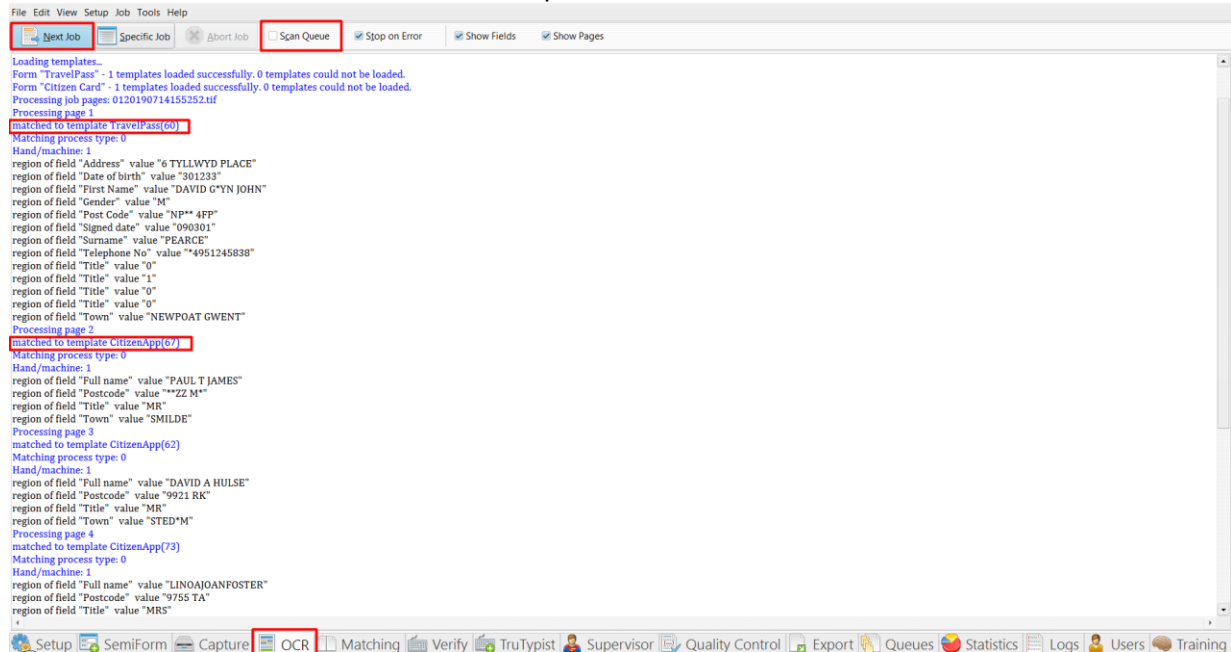 File Edit View Setup Job Tools Help
Next Job Specific Job Abort Job Scan Queue Stop on Error Show Fields Show Pages
Loading templates...
Form "TravelPass" - 1 templates loaded successfully. 0 templates could not be loaded.
Form "Citizen Card" - 1 templates loaded successfully. 0 templates could not be loaded.
Processing job pages: 0120190714155252.tif
Processing page 1
matched to template TravelPass(60)
Matching process type: 0
Hand/machine: 1
region of field "Address" value "6 TYLLWYD PLACE"
region of field "Date of birth" value "301233"
region of field "First Name" value "DAVID G*YN JOHN"
region of field "Gender" value "M"
region of field "Post Code" value "NP** 4FP"
region of field "Signed date" value "090301"
region of field "Surname" value "PEARCE"
region of field "Telephone No" value "*4951245838"
region of field "Title" value "0"
region of field "Title" value "1"
region of field "Title" value "0"
region of field "Title" value "0"
region of field "Town" value "NEWPOAT GWENT"
Processing page 2
matched to template CitizenApp(67)
Matching process type: 0
Hand/machine: 1
region of field "Full name" value "PAUL T JAMES"
region of field "Postcode" value "**ZZ M*"
region of field "Title" value "MR"
region of field "Town" value "SMILDE"
Processing page 3
matched to template CitizenApp(62)
Matching process type: 0
Hand/machine: 1
region of field "Full name" value "DAVID A HULSE"
region of field "Postcode" value "9921 RK"
region of field "Title" value "MR"
region of field "Town" value "STED*M"
Processing page 4
matched to template CitizenApp(73)
Matching process type: 0
Hand/machine: 1
region of field "Full name" value "LINOAJOANFOSTER"
region of field "Postcode" value "9755 TA"
region of field "Title" value "MRS"
Setup SemiForm Capture OCR Matching Verify TruTypist Supervisor Quality Control Export Queues Statistics Logs Users Training